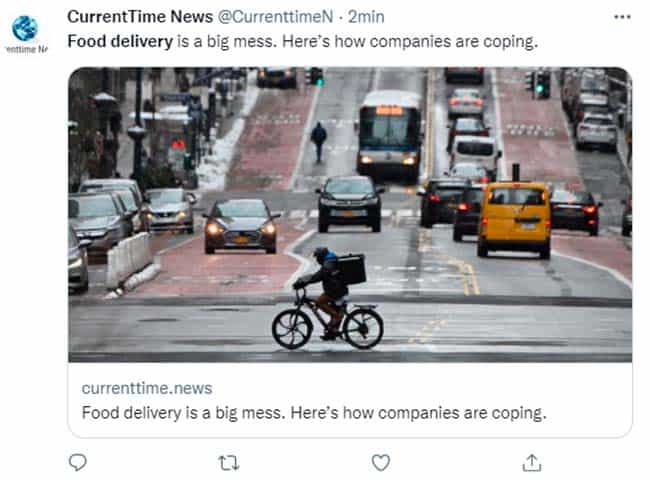 CurrentTime News @CurrenttimeN · 2min
Food delivery is a big mess. Here's how companies are coping.
renttime Ne
currenttime.news
Food delivery is a big mess. Here's how companies are coping.